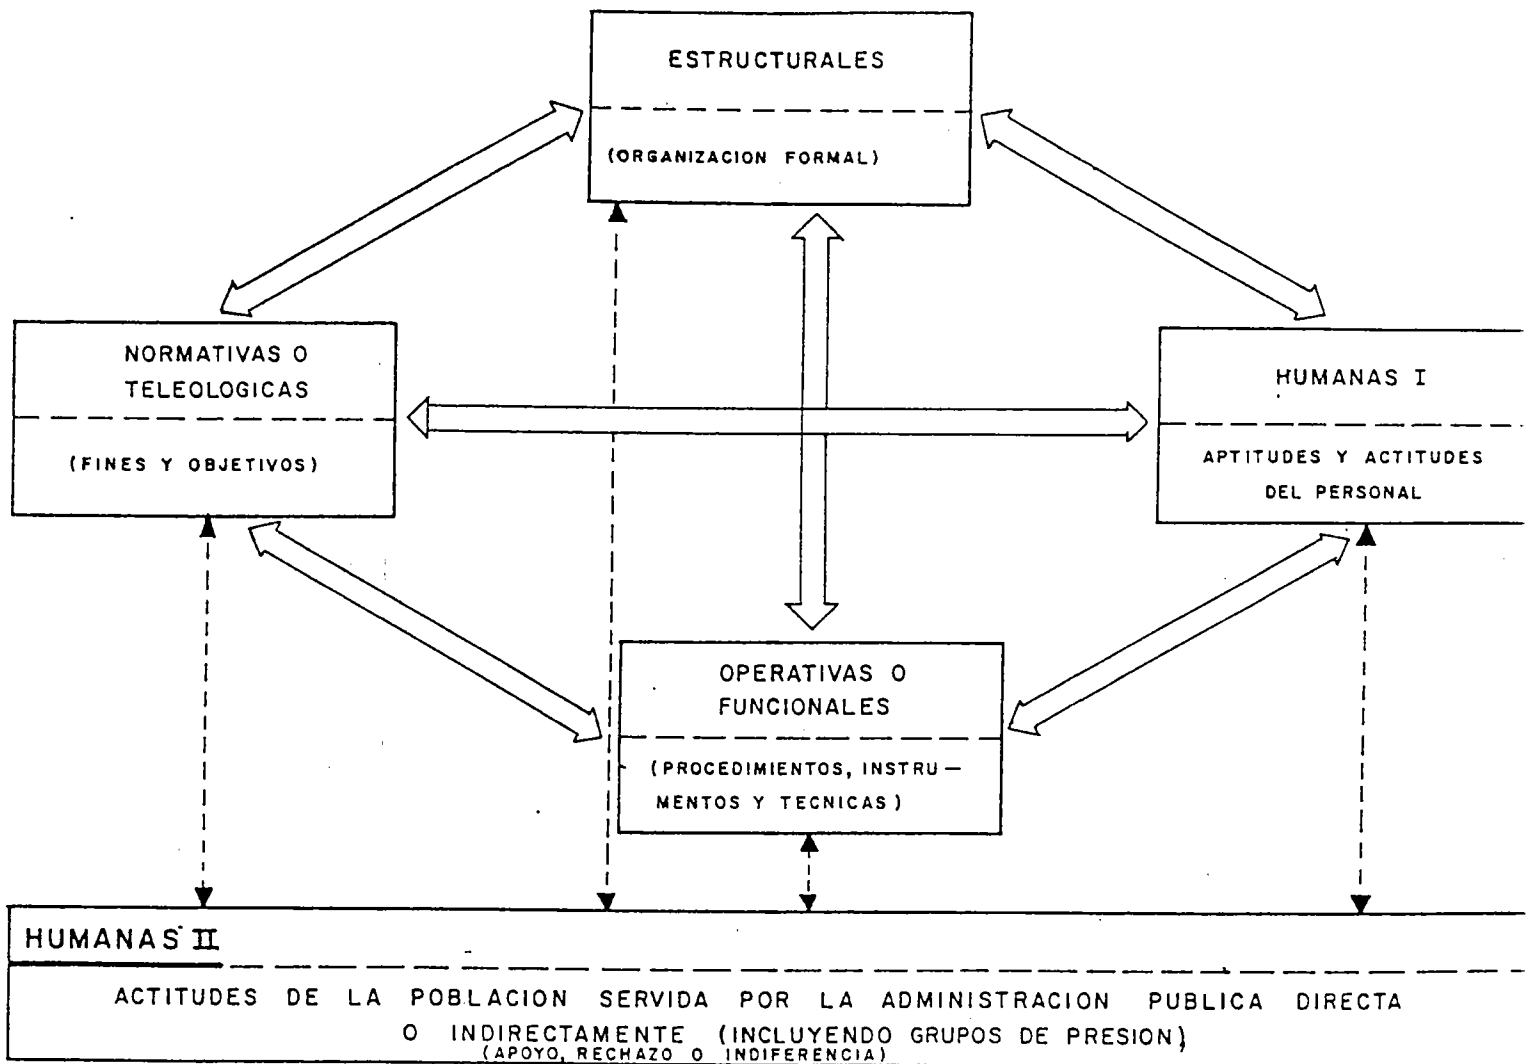 ESTRUCTURALES
(ORGANIZACION FORMAL)
NORMATIVAS O
TELEOLOGICAS
(FINES Y OBJETIVOS)
HUMANAS I
APTITUDES Y ACTITUDES
DEL PERSONAL
OPERATIVAS O
FUNCIONALES
(PROCEDIMIENTOS, INSTRU-
MENTOS Y TECNICAS)
HUMANAS II
ACTITUDES DE LA POBLACION SERVIDA POR LA ADMINISTRACION PUBLICA DIRECTA
O INDIRECTAMENTE (INCLUYENDO GRUPOS DE PRESION)
(APOYO, RECHAZO O INDIFERENCIA)